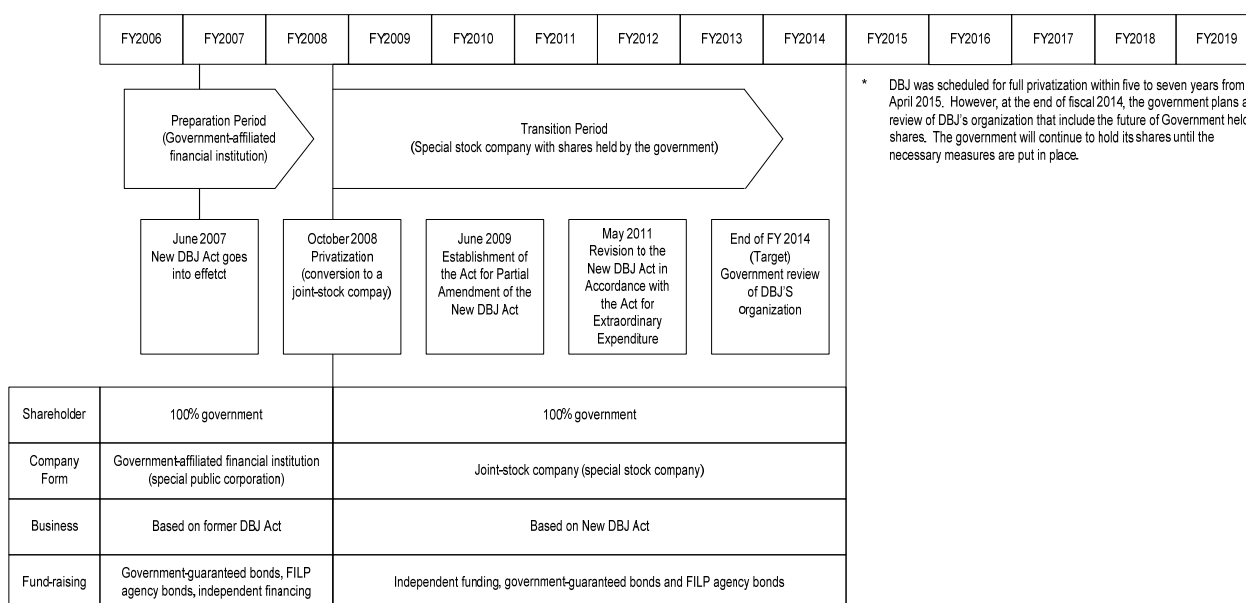 FY2006 FY2007 FY2008 FY2009 FY2010 FY2011 FY2012 FY2013 FY2014 FY2015 FY2016 FY2017 FY2018 FY2019
* DBJ was scheduled for full privatization within five to seven years from
April 2015. However, at the end of fiscal 2014, the government plans a
review of DBJ's organization that include the future of Government held
shares. The government will continue to hold its shares until the
necessary measures are put in place.
Preparation Period
(Government-affiliated
financial institution)
Transition Period
(Special stock company with shares held by the government)
June 2007
New DBJ Act goes
into effetct
October 2008
Privatization
(conversion to a
joint-stock compay)
June 2009
Establishment of
the Act for Partial
Amendment of the
New DBJ Act
May 2011
Revision to the
New DBJ Act in
Accordance with
the Act for
Extraordinary
Expenditure
End of FY 2014
(Target)
Government review
of DBJ'S
organization
Shareholder
100% government
100% government
Company
Form
Government-affiliated financial institution
(special public corporation)
Joint-stock company (special stock company)
Business
Based on former DBJ Act
Based on New DBJ Act
Fund-raising
Government-guaranteed bonds, FILP
agency bonds, independent financing
Independent funding, government-guaranteed bonds and FILP agency bonds